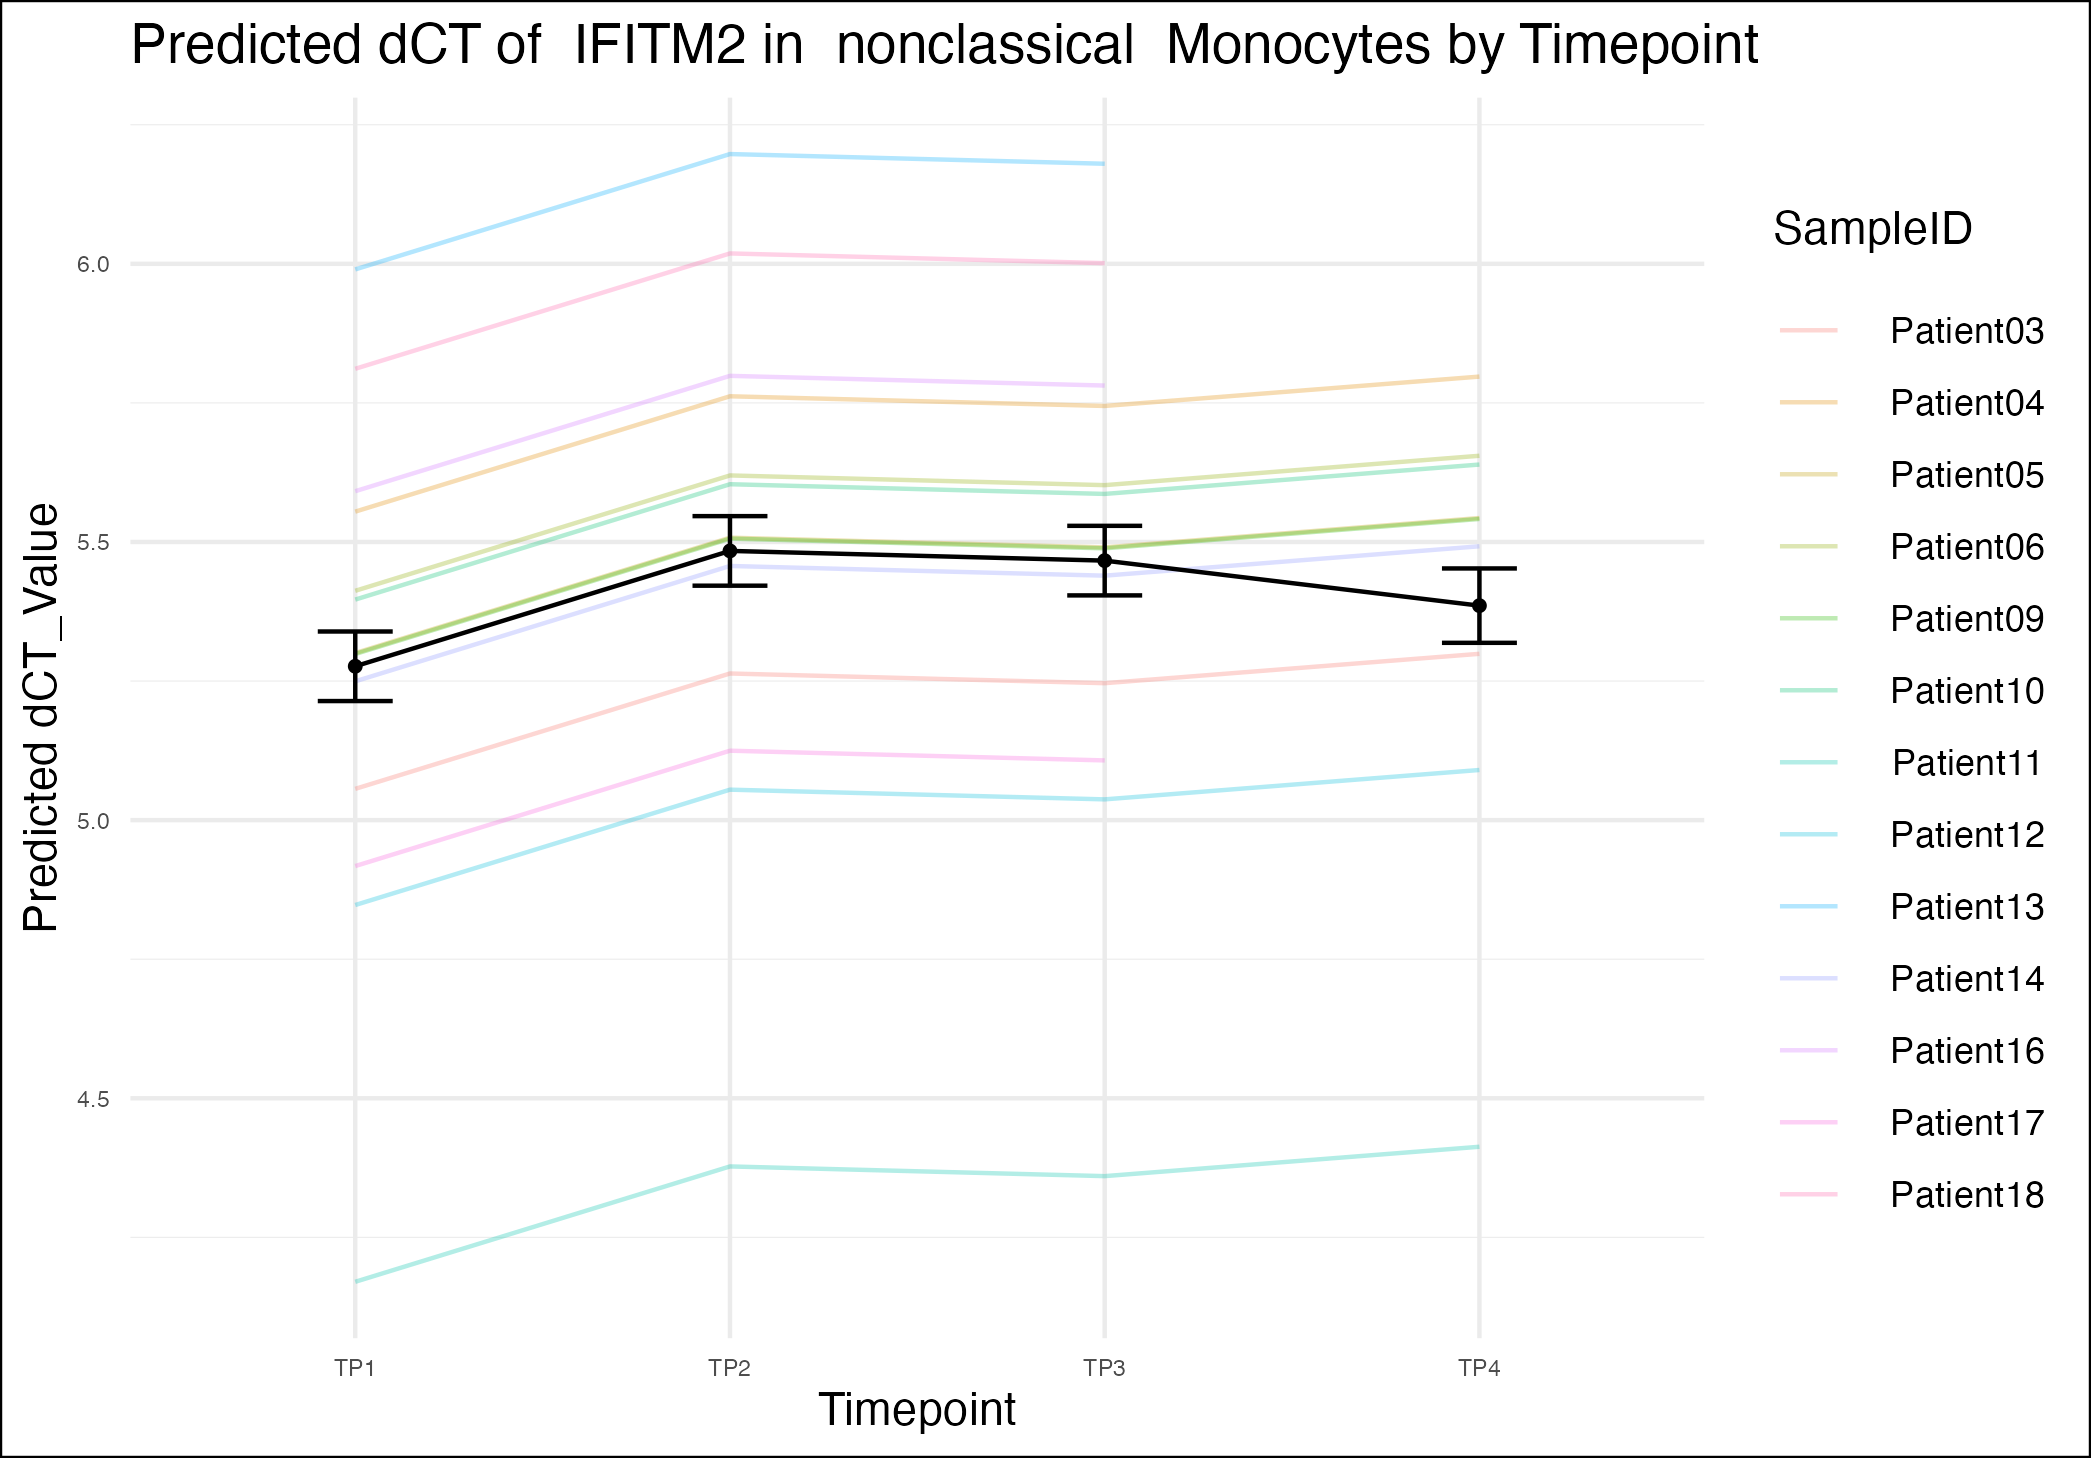 Predicted dCT of  IFITM2 in  nonclassical  Monocytes by Timepoint
Predicted dCT_Value
6.0
5.5
5.0
4.5
TP1
TP2
TP3
TP4
Timepoint
SampleID
Patient03
Patient04
Patient05
Patient06
Patient09
Patient10
Patient11
Patient12
Patient13
Patient14
Patient16
Patient17
Patient18